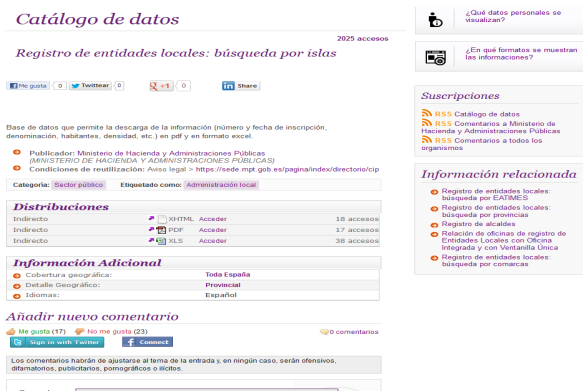 Catálogo de datos
2025 accesos
Registro de entidades locales: búsqueda por islas
Me gusta 0 Twittear 0 +1 0 in Share
Base de datos que permite la descarga de la información (número y fecha de inscripción,
denominación, habitantes, densidad, etc.) en pdf y en formato excel.
Publicador: Ministerio de Hacienda y Administraciones Públicas
(MINISTERIO DE HACIENDA Y ADMINISTRACIONES PÚBLICAS)
Condiciones de reutilización: Aviso legal > https://sede.mpt.gob.es/pagina/index/directorio/cip
Categoría: Sector público Etiquetado como: Administración local
Distribuciones
Indirecto XHTML Acceder 18 accesos
Indirecto PDF Acceder 17 accesos
Indirecto XLS Acceder 38 accesos
Información Adicional
Cobertura geográfica: Toda España
Detalle Geográfico: Provincial
Idiomas: Español
Añadir nuevo comentario
Me gusta (17) No me gusta (23) 0 comentarios
Sign in with Twitter f Connect
Los comentarios habrán de ajustarse al tema de la entrada y, en ningún caso, serán ofensivos,
difamatorios, publicitarios, pornográficos o ilícitos.
¿Qué datos personales se
visualizan?
¿En qué formatos se muestran
las informaciones?
Suscripciones
RSS Catálogo de datos
RSS Comentarios a Ministerio de
Hacienda y Administraciones Públicas
RSS Comentarios a todos los
organismos
Información relacionada
Registro de entidades locales:
búsqueda por EATIMES
Registro de entidades locales:
búsqueda por provincias
Registro de alcaldes
Relación de oficinas de registro de
Entidades Locales con Oficina
Integrada y con Ventanilla Única
Registro de entidades locales:
búsqueda por comarcas